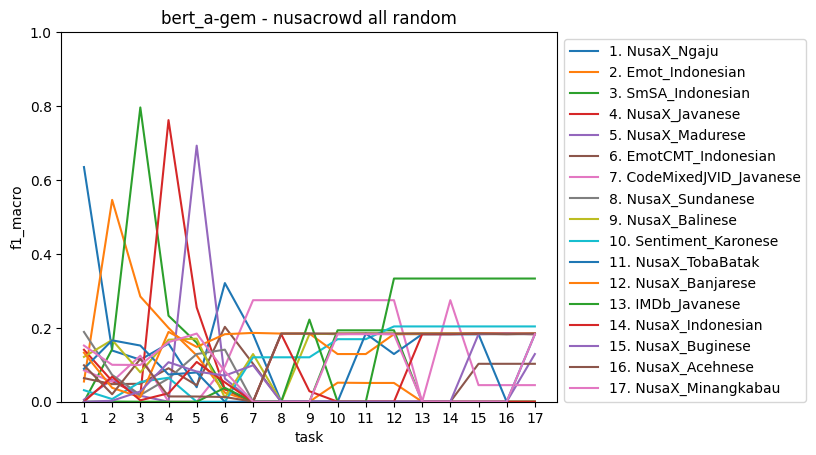 bert_a-gem - nusacrowd all random
1.0
0.8
0.6
0.4
0.2
0.0
f1_macro
1 2 3 4 5 6 7 8 9 10 11 12 13 14 15 16 17
task
1. NusaX_Ngaju
2. Emot_Indonesian
3. SmSA_Indonesian
4. NusaX_Javanese
5. NusaX_Madurese
6. EmotCMT_Indonesian
7. CodeMixedJVID_Javanese
8. NusaX_Sundanese
9. NusaX_Balinese
10. Sentiment_Karonese
11. NusaX_TobaBatak
12. NusaX_Banjarese
13. IMDb_Javanese
14. NusaX_Indonesian
15. NusaX_Buginese
16. NusaX_Acehnese
17. NusaX_Minangkabau